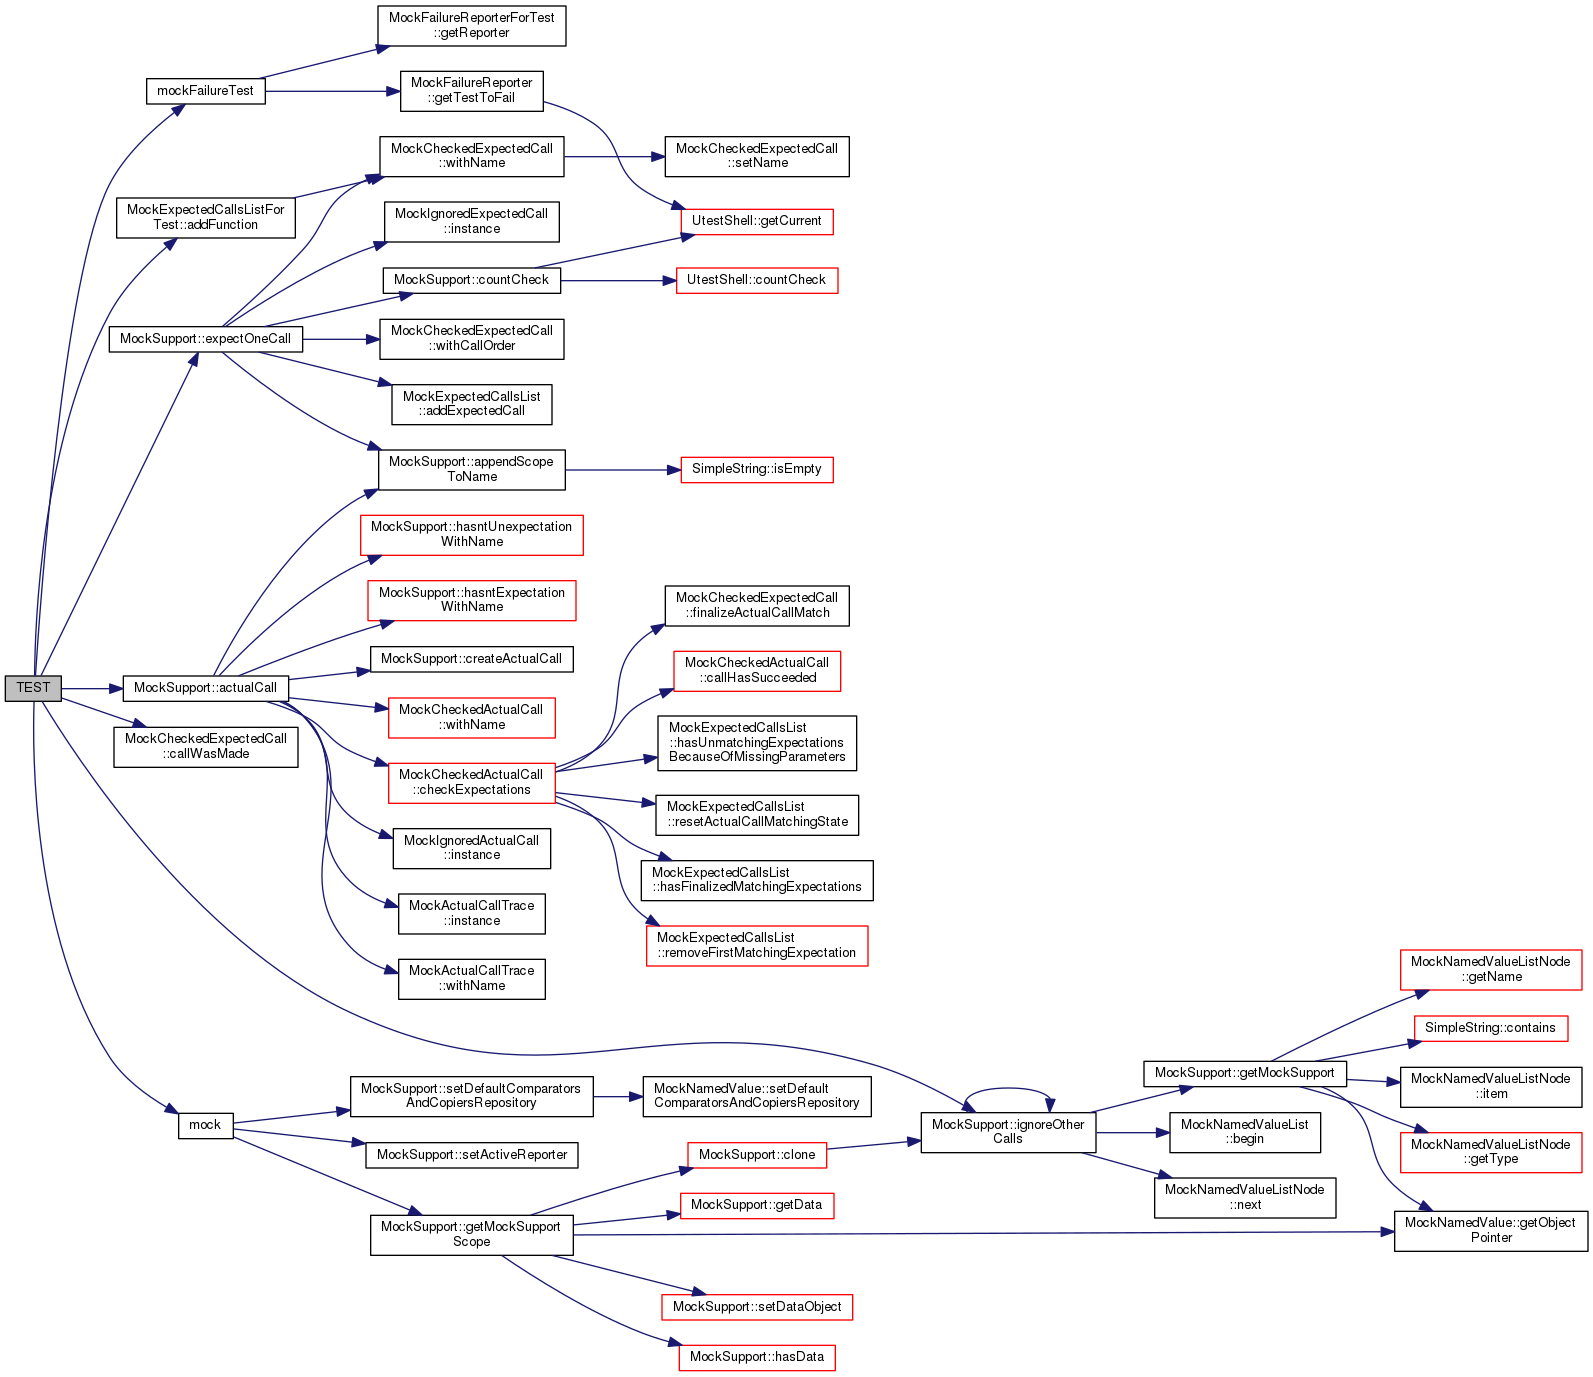 MockFailureReporterForTest
::getReporter
mockFailureTest
MockFailureReporter
::getTestToFail
MockCheckedExpectedCall
::withName
MockCheckedExpectedCall
::setName
MockExpectedCallsListFor
Test::addFunction
MockIgnoredExpectedCall
::instance
UtestShell::getCurrent
MockSupport::countCheck
UtestShell::countCheck
MockSupport::expectOneCall
MockCheckedExpectedCall
::withCallOrder
MockExpectedCallsList
::addExpectedCall
MockSupport::appendScope
ToName
SimpleString::isEmpty
MockSupport::hasntUnexpectation
WithName
MockSupport::hasntExpectation
WithName
MockCheckedExpectedCall
::finalizeActualCallMatch
MockSupport::createActualCall
MockCheckedActualCall
::callHasSucceeded
TEST
MockSupport::actualCall
MockCheckedActualCall
::withName
MockCheckedExpectedCall
::callWasMade
MockExpectedCallsList
::hasUnmatchingExpectations
BecauseOfMissingParameters
MockCheckedActualCall
::checkExpectations
MockExpectedCallsList
::resetActualCallMatchingState
MockIgnoredActualCall
::instance
MockExpectedCallsList
::hasFinalizedMatchingExpectations
MockActualCallTrace
::instance
MockExpectedCallsList
::removeFirstMatchingExpectation
MockActualCallTrace
::withName
MockNamedValueListNode
::getName
SimpleString::contains
MockSupport::getMockSupport
MockNamedValueListNode
::item
MockSupport::setDefaultComparators
AndCopiersRepository
MockNamedValue::setDefault
ComparatorsAndCopiersRepository
mock
MockSupport::ignoreOther
Calls
MockNamedValueList
::begin
MockNamedValueListNode
::getType
MockSupport::setActiveReporter
MockSupport::clone
MockNamedValueListNode
::next
MockSupport::getData
MockSupport::getMockSupport
Scope
MockNamedValue::getObject
Pointer
MockSupport::setDataObject
MockSupport::hasData